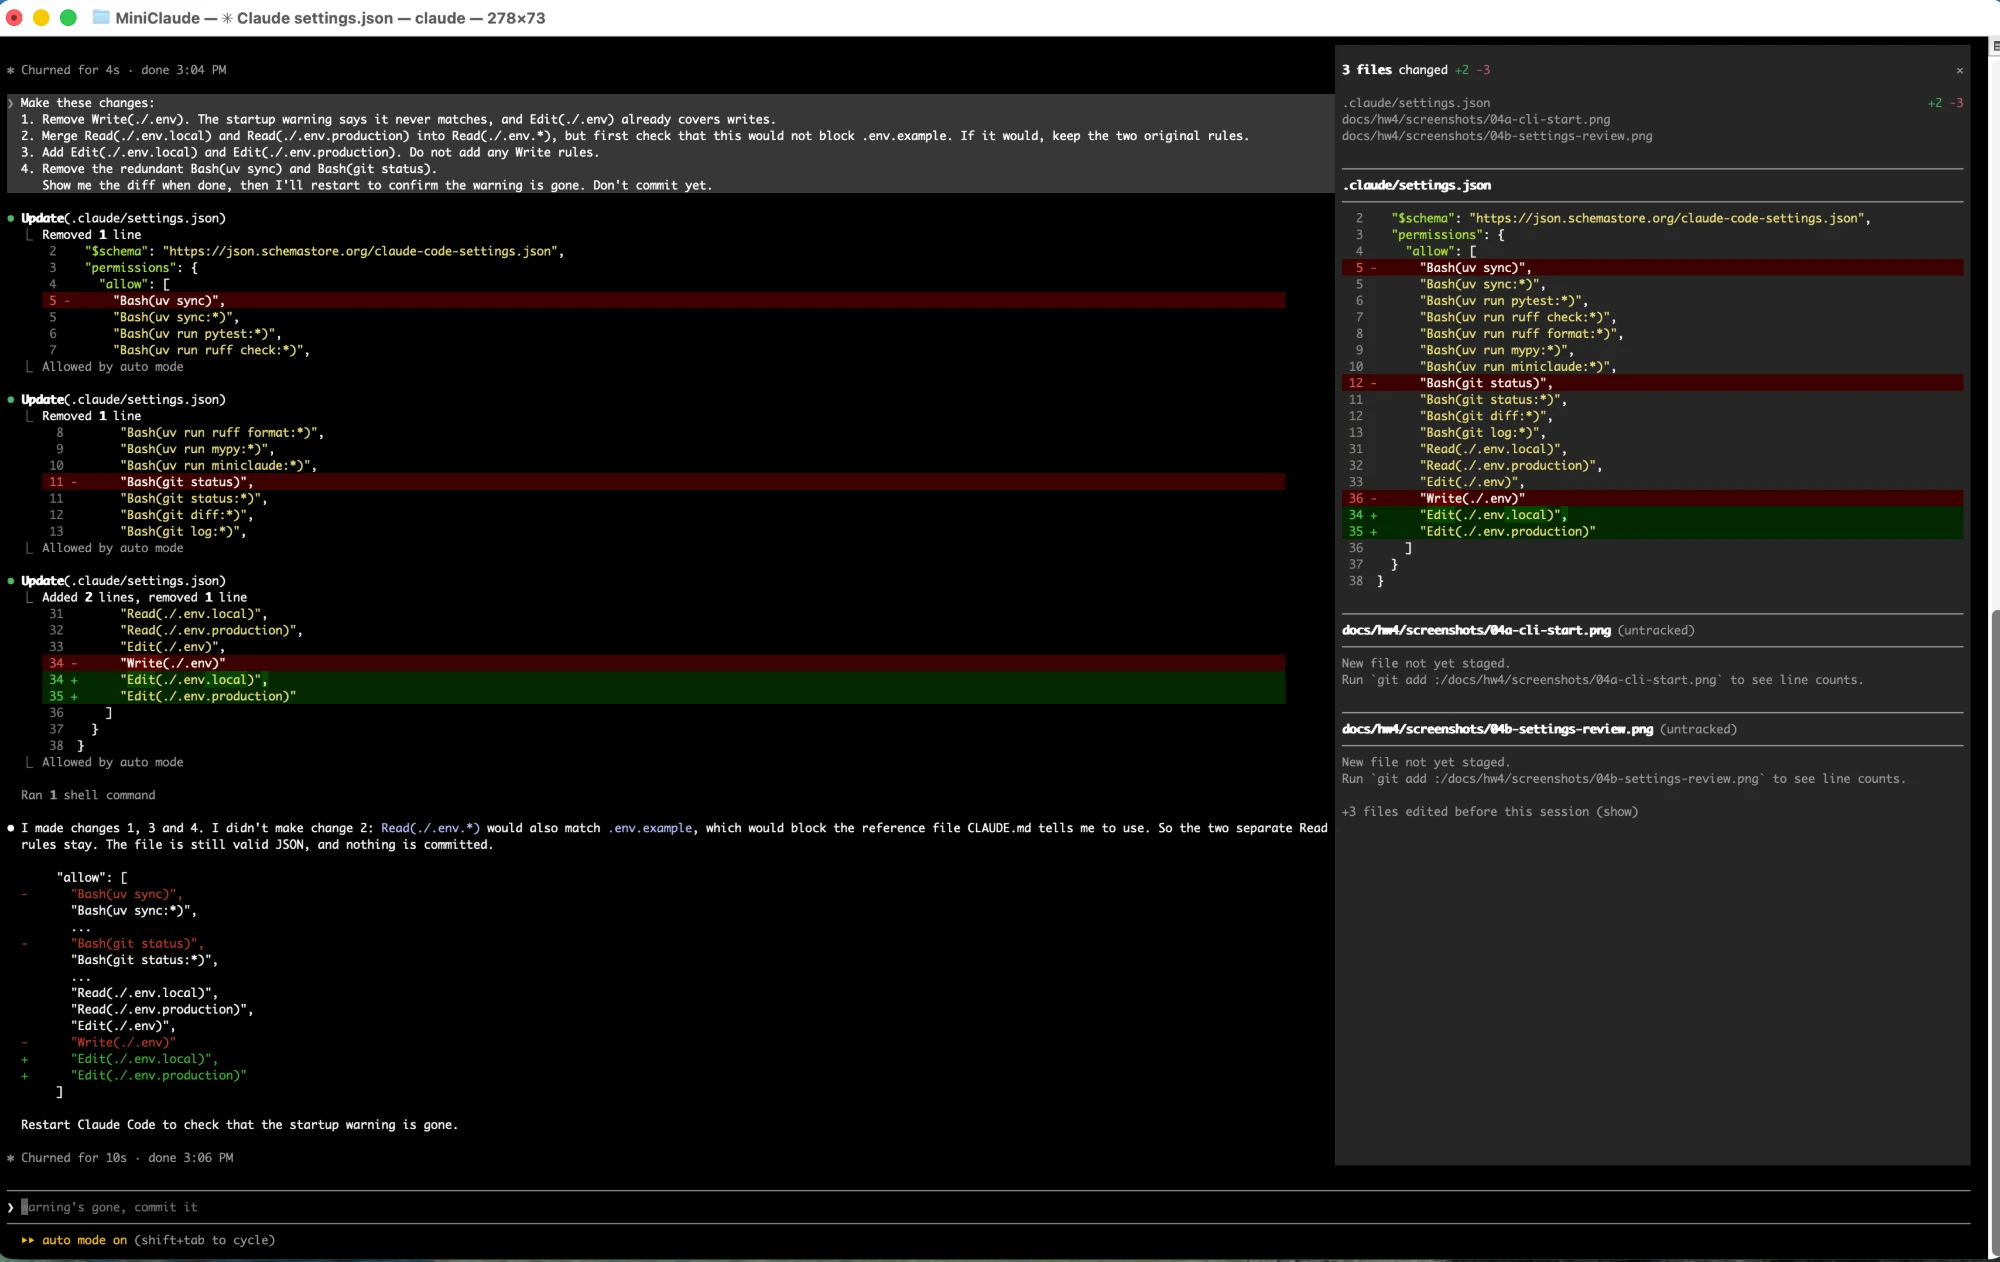 MiniClaude — ✳ Claude settings.json — claude — 278×73
✻ Churned for 4s · done 3:04 PM
❯ Make these changes:
1. Remove Write(./.env). The startup warning says it never matches, and Edit(./.env) already covers writes.
2. Merge Read(./.env.local) and Read(./.env.production) into Read(./.env.*), but first check that this would not block .env.example. If it would, keep the two original rules.
3. Add Edit(./.env.local) and Edit(./.env.production). Do not add any Write rules.
4. Remove the redundant Bash(uv sync) and Bash(git status).
Show me the diff when done, then I'll restart to confirm the warning is gone. Don't commit yet.
● Update(.claude/settings.json)
⎿ Removed 1 line
2 "$schema": "https://json.schemastore.org/claude-code-settings.json",
3 "permissions": {
4 "allow": [
5 - "Bash(uv sync)",
5 "Bash(uv sync:*)",
6 "Bash(uv run pytest:*)",
7 "Bash(uv run ruff check:*)",
⎿ Allowed by auto mode
● Update(.claude/settings.json)
⎿ Removed 1 line
8 "Bash(uv run ruff format:*)",
9 "Bash(uv run mypy:*)",
10 "Bash(uv run miniclaude:*)",
11 - "Bash(git status)",
11 "Bash(git status:*)",
12 "Bash(git diff:*)",
13 "Bash(git log:*)",
⎿ Allowed by auto mode
● Update(.claude/settings.json)
⎿ Added 2 lines, removed 1 line
31 "Read(./.env.local)",
32 "Read(./.env.production)",
33 "Edit(./.env)",
34 - "Write(./.env)"
34 + "Edit(./.env.local)",
35 + "Edit(./.env.production)"
36 ]
37 }
38 }
⎿ Allowed by auto mode
Ran 1 shell command
● I made changes 1, 3 and 4. I didn't make change 2: Read(./.env.*) would also match .env.example, which would block the reference file CLAUDE.md tells me to use. So the two separate Read
rules stay. The file is still valid JSON, and nothing is committed.
"allow": [
- "Bash(uv sync)",
"Bash(uv sync:*)",
...
- "Bash(git status)",
"Bash(git status:*)",
...
"Read(./.env.local)",
"Read(./.env.production)",
"Edit(./.env)",
- "Write(./.env)"
+ "Edit(./.env.local)",
+ "Edit(./.env.production)"
]
Restart Claude Code to check that the startup warning is gone.
✻ Churned for 10s · done 3:06 PM
❯ warning's gone, commit it
⏵⏵ auto mode on (shift+tab to cycle)
3 files changed +2 -3 ×
.claude/settings.json +2 -3
docs/hw4/screenshots/04a-cli-start.png
docs/hw4/screenshots/04b-settings-review.png
.claude/settings.json
2 "$schema": "https://json.schemastore.org/claude-code-settings.json",
3 "permissions": {
4 "allow": [
5 - "Bash(uv sync)",
5 "Bash(uv sync:*)",
6 "Bash(uv run pytest:*)",
7 "Bash(uv run ruff check:*)",
8 "Bash(uv run ruff format:*)",
9 "Bash(uv run mypy:*)",
10 "Bash(uv run miniclaude:*)",
12 - "Bash(git status)",
11 "Bash(git status:*)",
12 "Bash(git diff:*)",
13 "Bash(git log:*)",
31 "Read(./.env.local)",
32 "Read(./.env.production)",
33 "Edit(./.env)",
36 - "Write(./.env)"
34 + "Edit(./.env.local)",
35 + "Edit(./.env.production)"
36 ]
37 }
38 }
docs/hw4/screenshots/04a-cli-start.png (untracked)
New file not yet staged.
Run `git add :/docs/hw4/screenshots/04a-cli-start.png` to see line counts.
docs/hw4/screenshots/04b-settings-review.png (untracked)
New file not yet staged.
Run `git add :/docs/hw4/screenshots/04b-settings-review.png` to see line counts.
+3 files edited before this session (show)